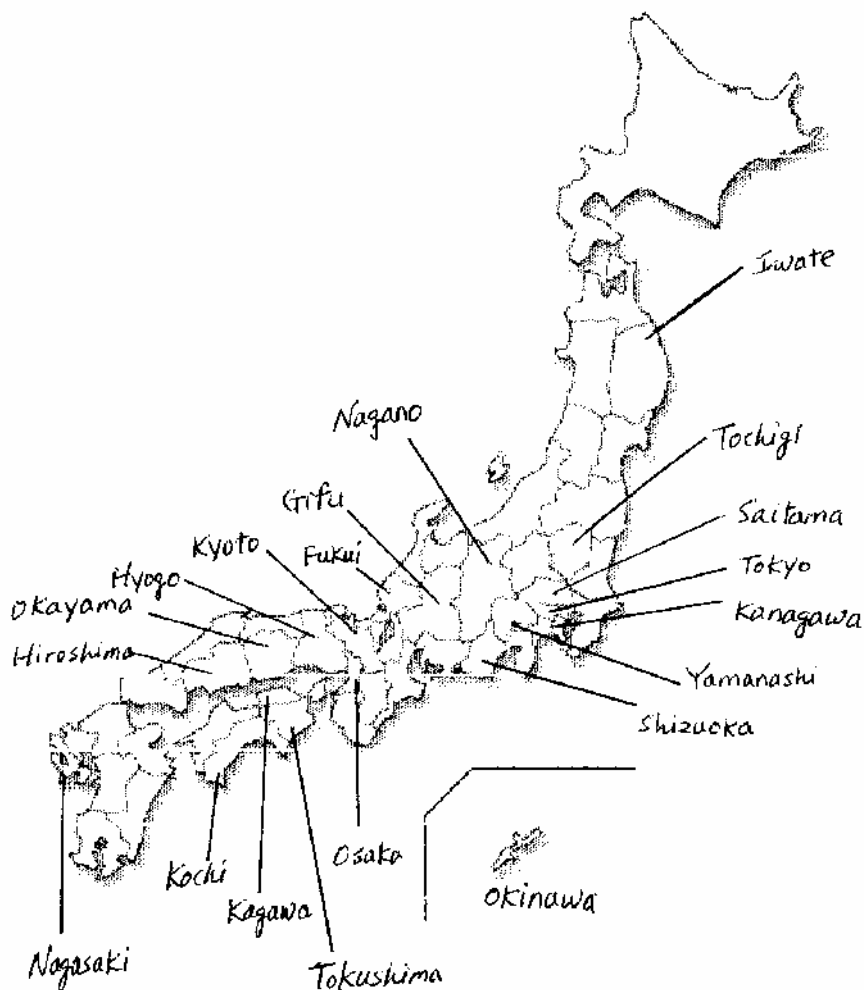 Iwate
Nagano
Tochigi
Gifu
Saitama
Kyoto
Fukui
Tokyo
Hyogo
Okayama
Kanagawa
Hiroshima
Yamanashi
Shizuoka
Osaka
Kochi
Kagawa
Okinawa
Nagasaki
Tokushima